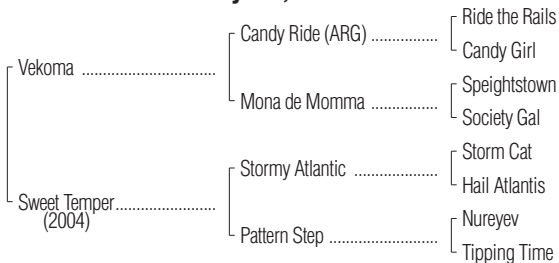 Ride the Rails
Candy Ride (ARG) ................
Candy Girl
Vekoma ................................
Speightstown
Mona de Momma ................
Society Gal
Storm Cat
Stormy Atlantic ....................
Hail Atlantis
Sweet Temper........................
(2004)
Nureyev
Pattern Step ..........................
Tipping Time